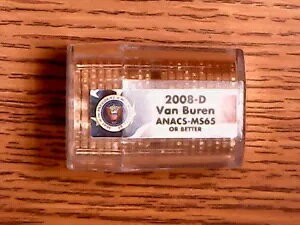 2008-D
Van Buren
ANACS-MS65
OR BETTER